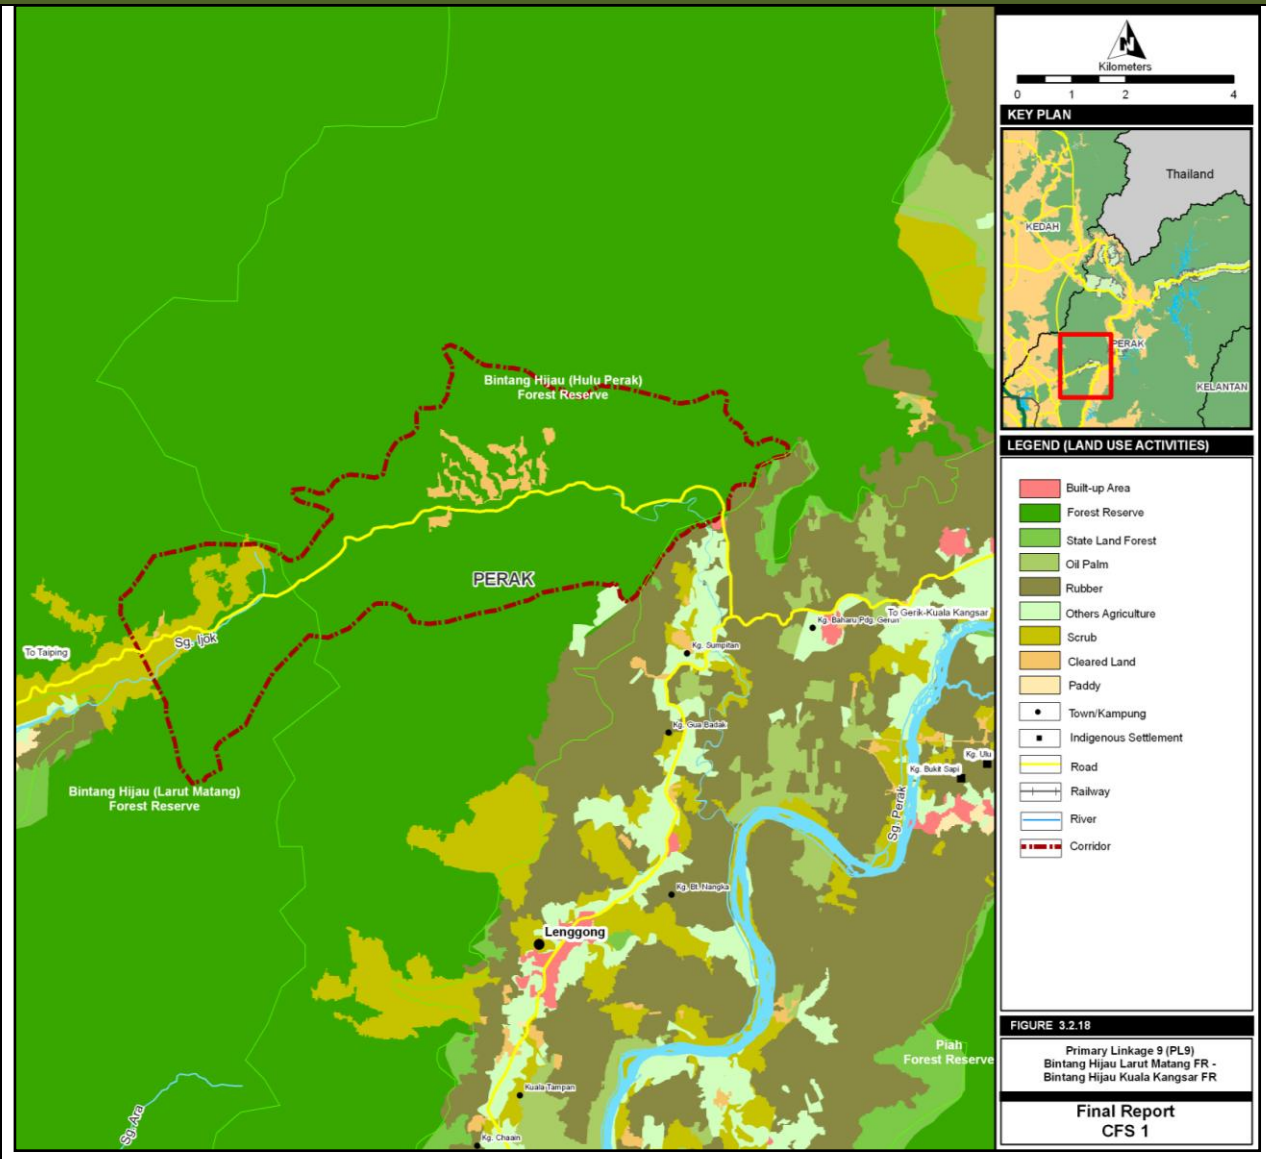 Bintang Hijau (Hulu Perak)
Forest Reserve
PERAK
To Taiping
Sg. Ijok
Bintang Hijau (Larut Matang)
Forest Reserve
To Gerik-Kuala Kangsar
Kg. Baharu Pdg. Gerun
Kg. Sumpitan
Kg. Gua Badak
Kg. Ulu
Kg. Bukit Sapi
Sg. Perak
Kg. Bt. Nangka
Lenggong
Piah
Forest Reserve
Kuala Tampan
Sg. Ara
Kg. Chaain
N
Kilometers
0 1 2 4
KEY PLAN
Thailand
KEDAH
PERAK
KELANTAN
LEGEND (LAND USE ACTIVITIES)
Built-up Area
Forest Reserve
State Land Forest
Oil Palm
Rubber
Others Agriculture
Scrub
Cleared Land
Paddy
Town/Kampung
Indigenous Settlement
Road
Railway
River
Corridor
FIGURE 3.2.18
Primary Linkage 9 (PL9)
Bintang Hijau Larut Matang FR -
Bintang Hijau Kuala Kangsar FR
Final Report
CFS 1